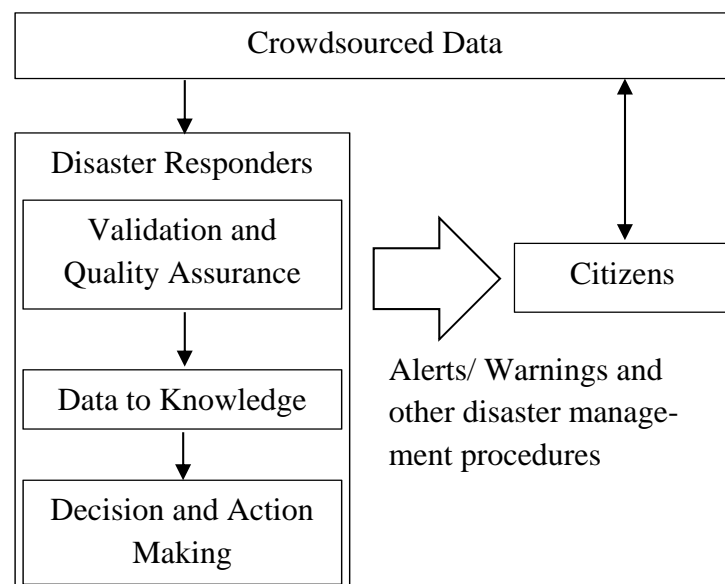 Crowdsourced Data
Disaster Responders
Validation and
Quality Assurance
Data to Knowledge
Decision and Action
Making
Citizens
Alerts/ Warnings and
other disaster manage-
ment procedures